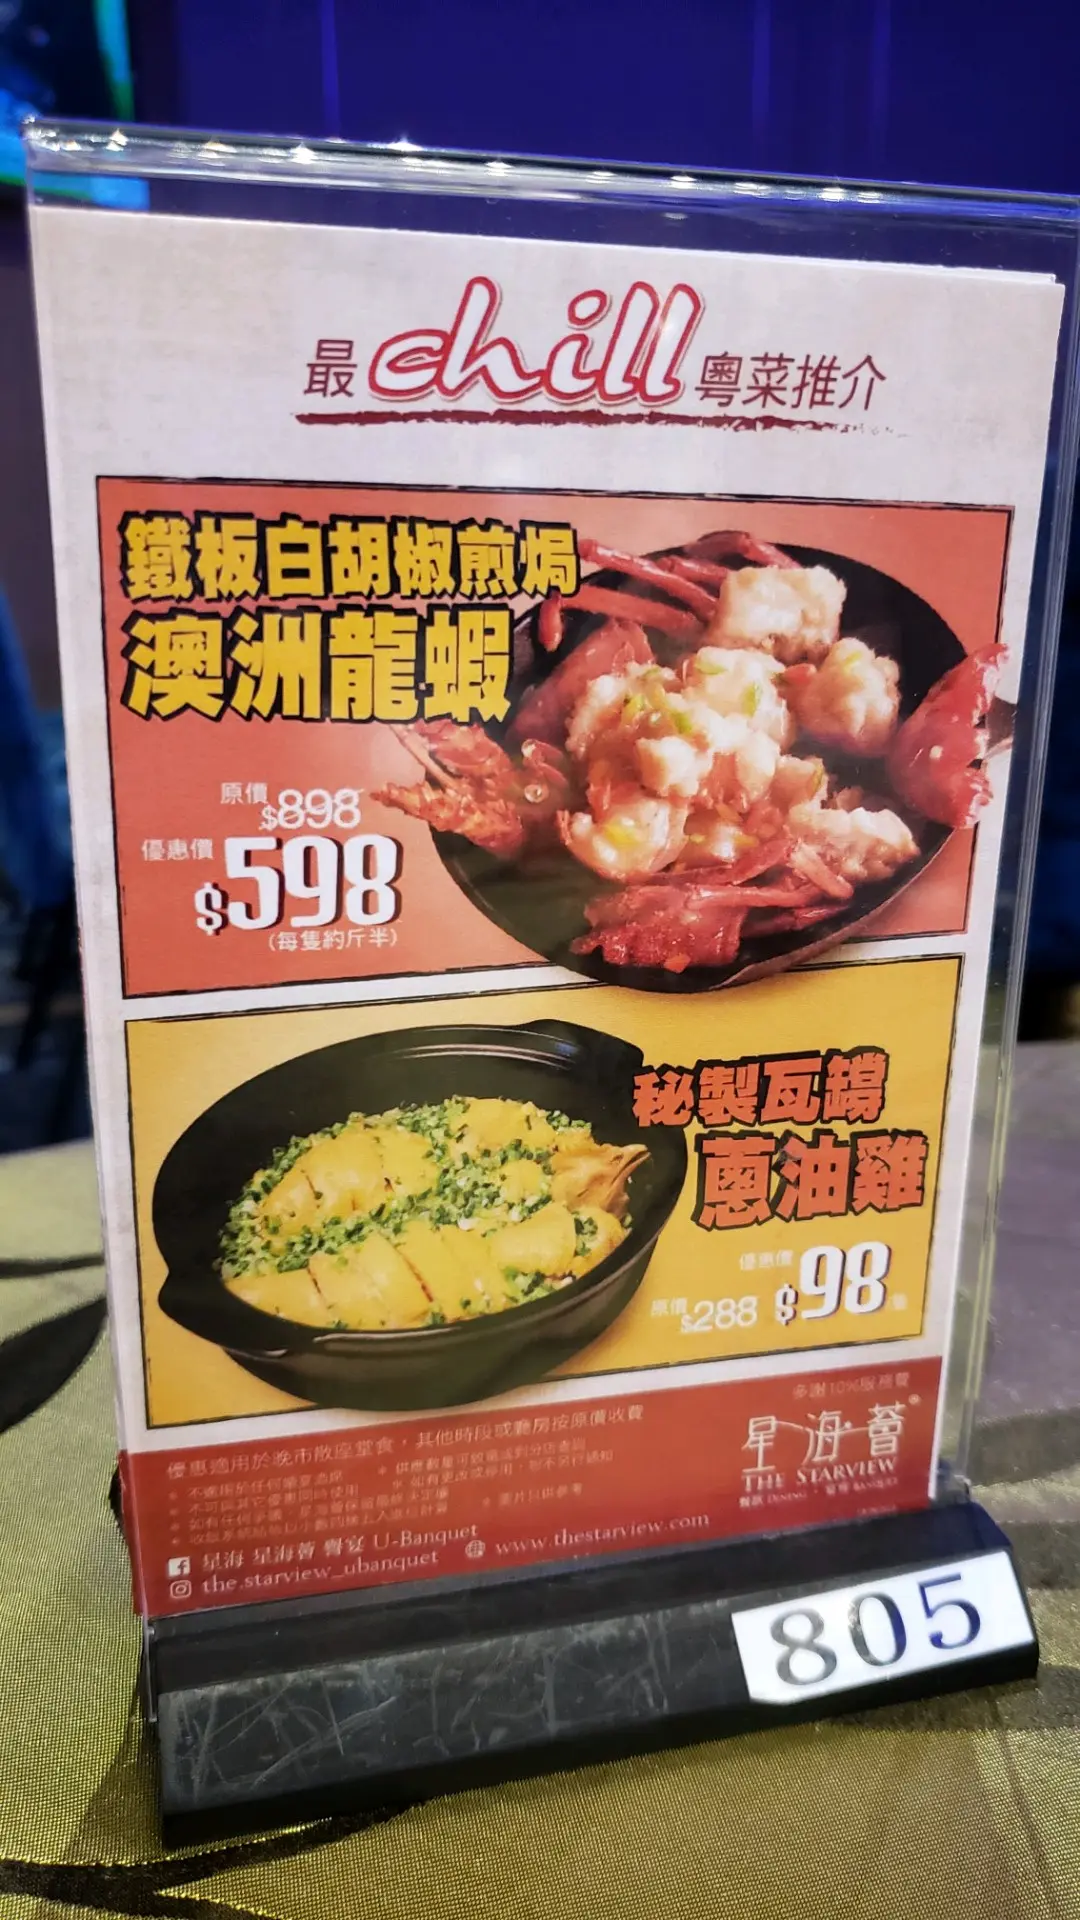 最chill粵菜推介
鐵板白胡椒煎焗
澳洲龍蝦
原價$898
優惠價$598
(每隻約斤半)
秘製瓦罉
蔥油雞
優惠價
原價$288 $98
多謝10%服務費
星海薈
THE STARVIEW
優惠適用於晚市散座堂食，其他時段或廳房按原價收費
星海 星海薈 饗宴 U-Banquet
www.thestarview.com
the.starview_ubanquet
805